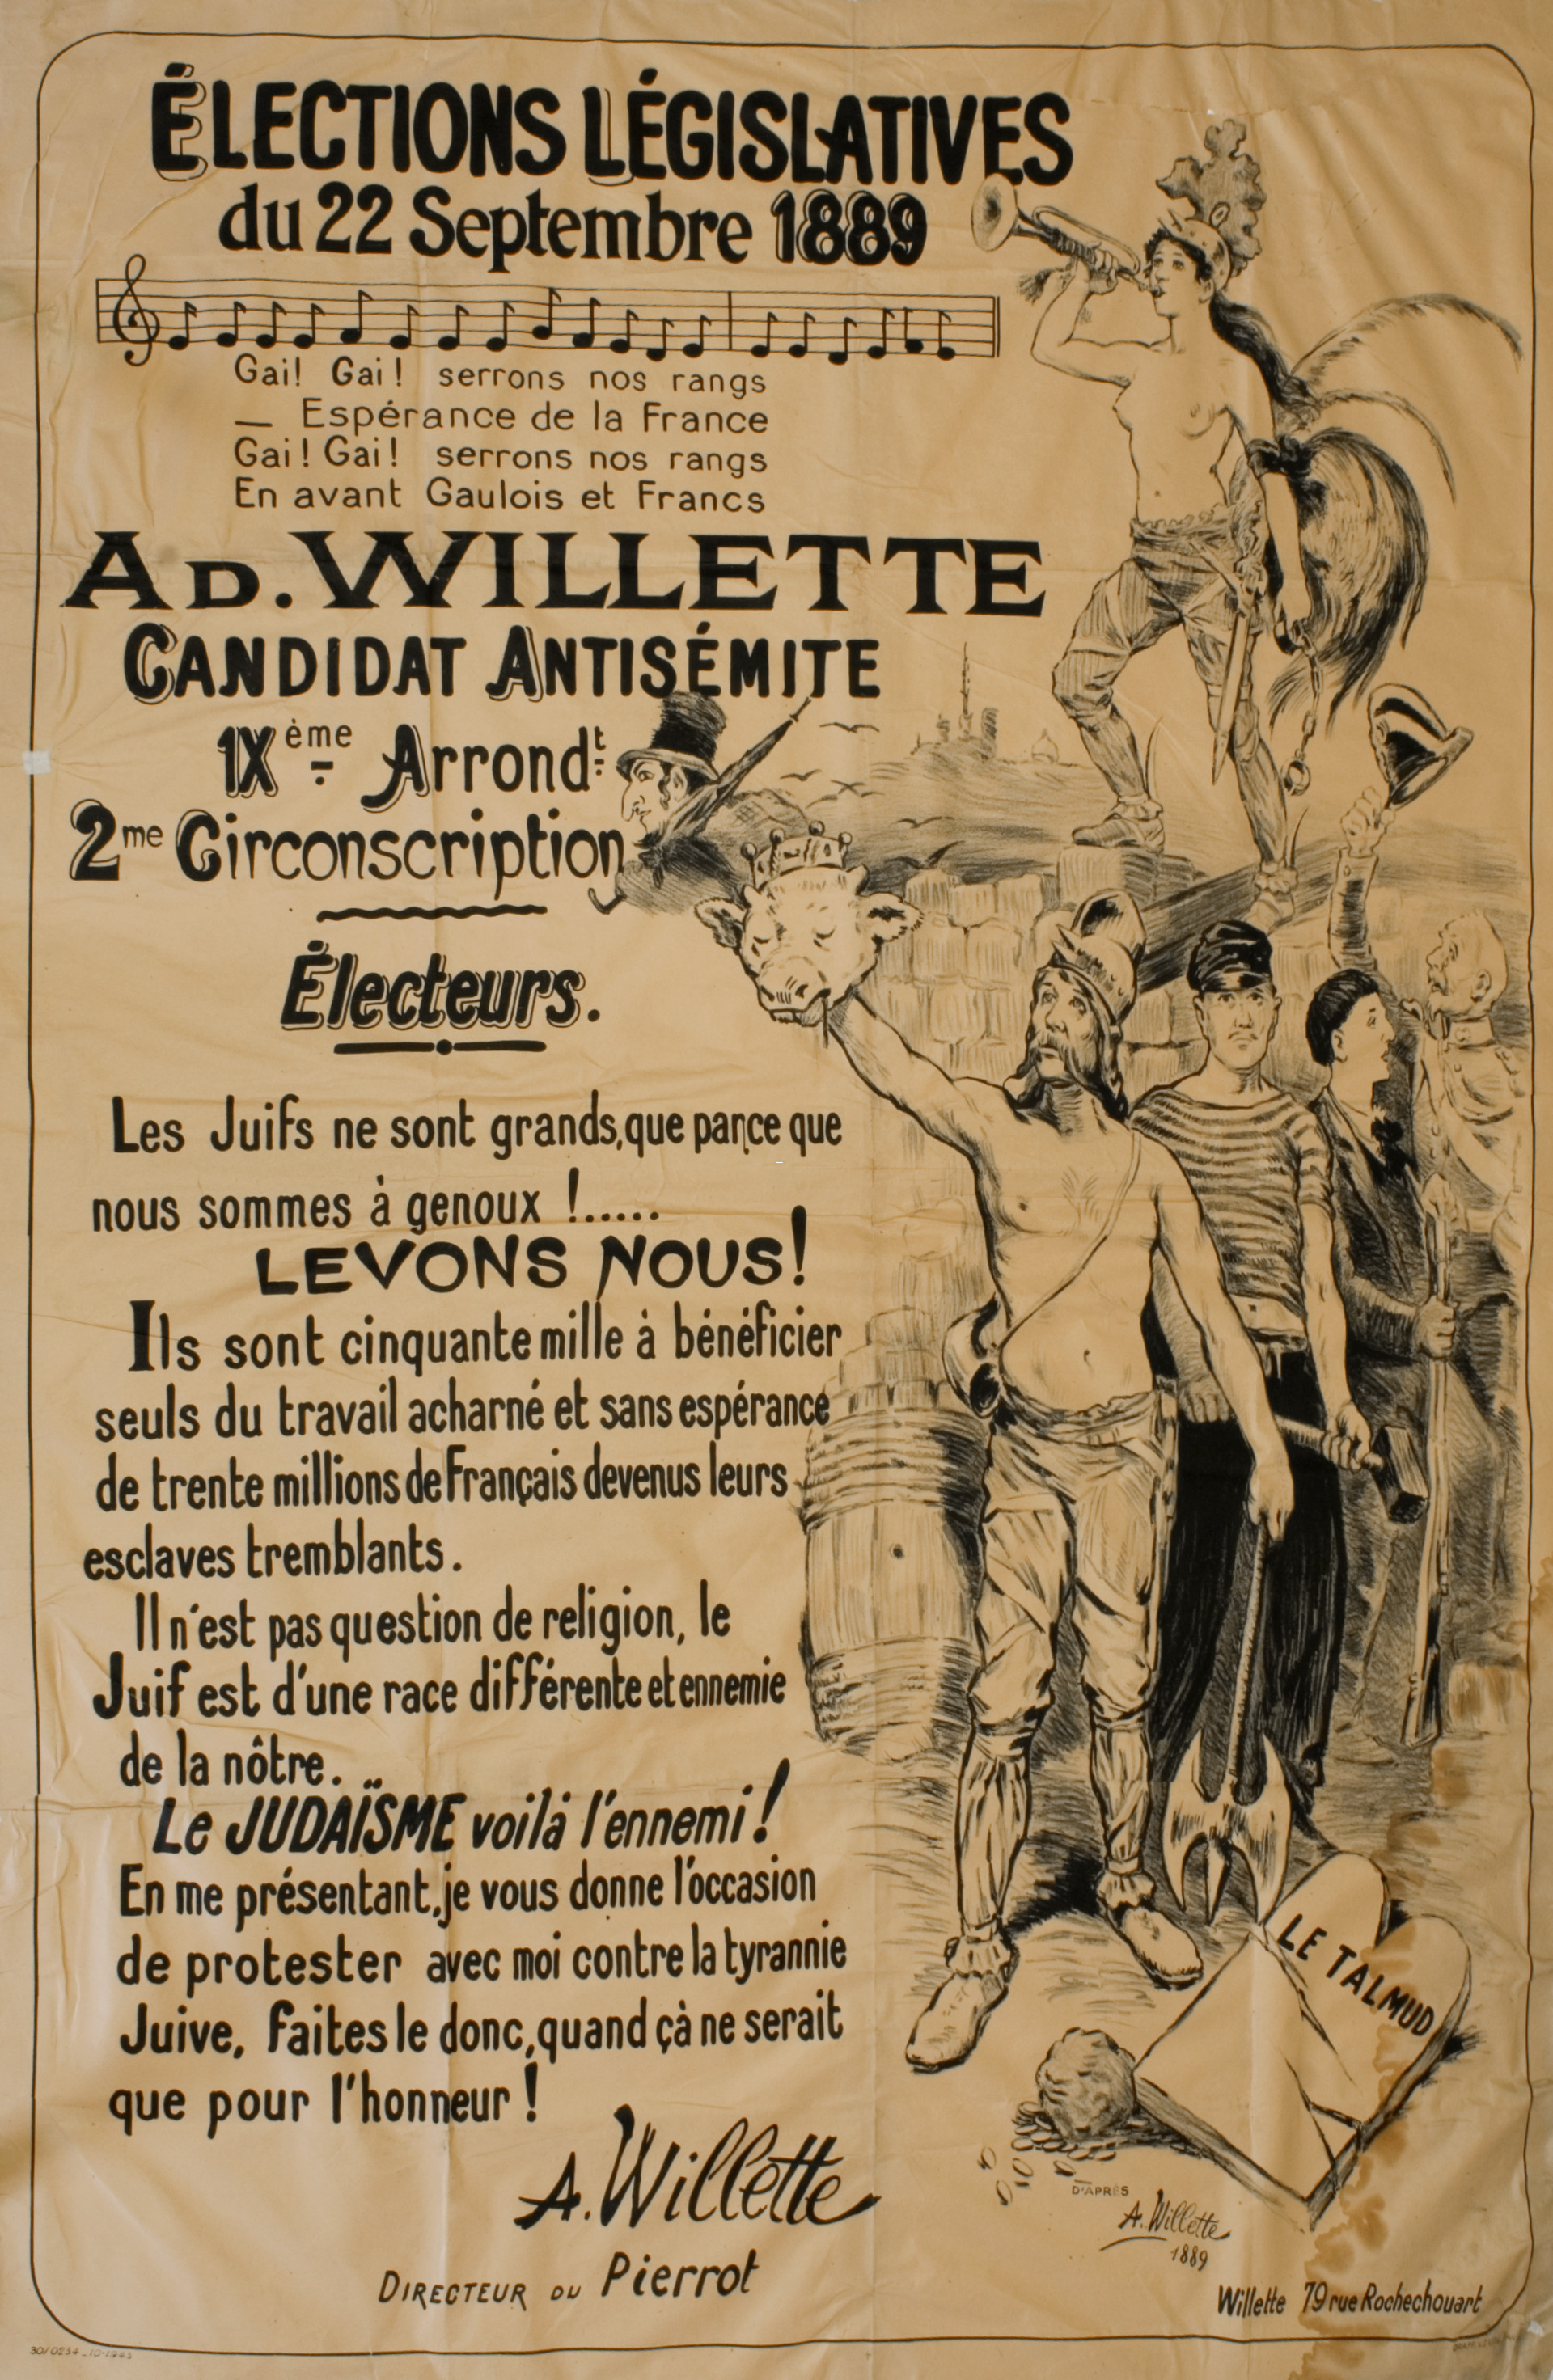 ÉLECTIONS LÉGISLATIVES
du 22 Septembre 1889
Gai! Gai! serrons nos rangs
— Espérance de la France
Gai! Gai! serrons nos rangs
En avant Gaulois et Francs
AD. WILLETTE
CANDIDAT ANTISÉMITE
IXème Arrondt
2me Circonscription
Électeurs.
Les Juifs ne sont grands, que parce que
nous sommes à genoux !.....
LEVONS NOUS!
Ils sont cinquante mille à bénéficier
seuls du travail acharné et sans espérance
de trente millions de Français devenus leurs
esclaves tremblants.
Il n'est pas question de religion, le
Juif est d'une race différente et ennemie
de la nôtre.
Le JUDAÏSME voilà l'ennemi!
En me présentant, je vous donne l'occasion
de protester avec moi contre la tyrannie
Juive, faites le donc, quand çà ne serait
que pour l'honneur!
A. Willette
DIRECTEUR DU Pierrot
LE TALMUD
D'APRÈS
A. Willette
1889
Willette 79 rue Rochechouart